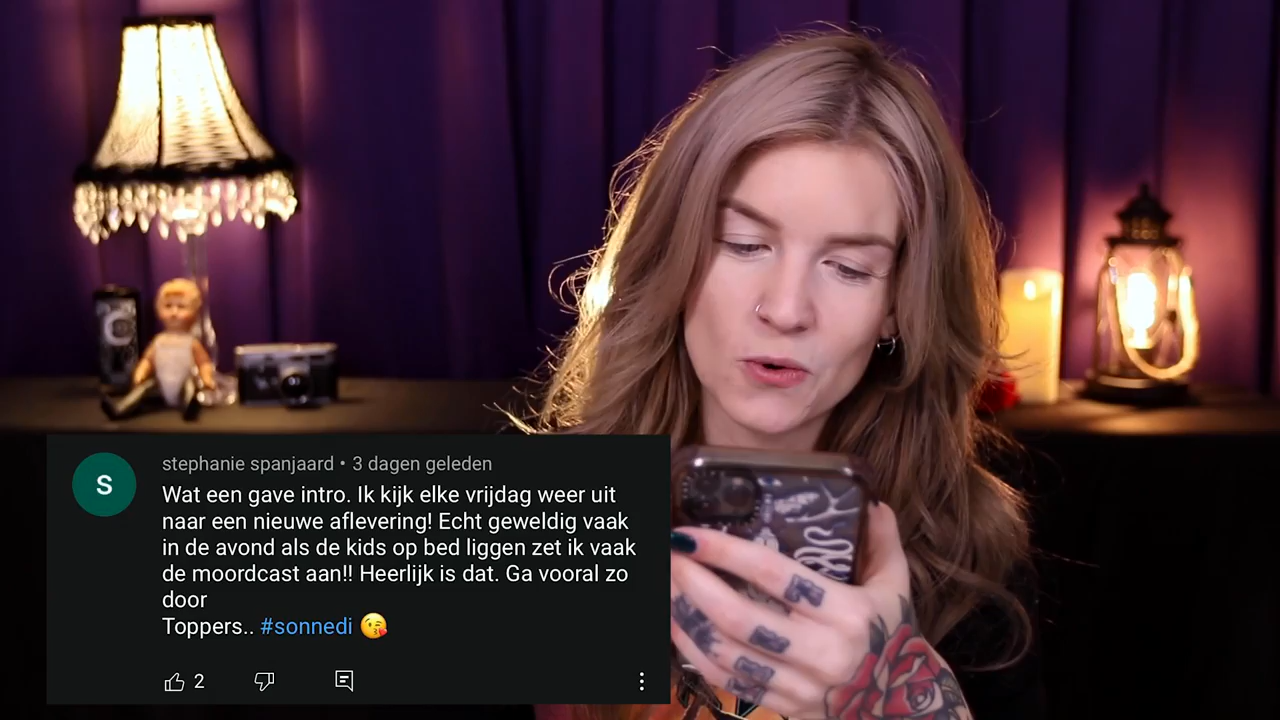 stephanie spanjaard • 3 dagen geleden
S
Wat een gave intro. Ik kijk elke vrijdag weer uit
naar een nieuwe aflevering! Echt geweldig vaak
in de avond als de kids op bed liggen zet ik vaak
de moordcast aan!! Heerlijk is dat. Ga vooral zo
door
Toppers.. #sonnedi 😘
2